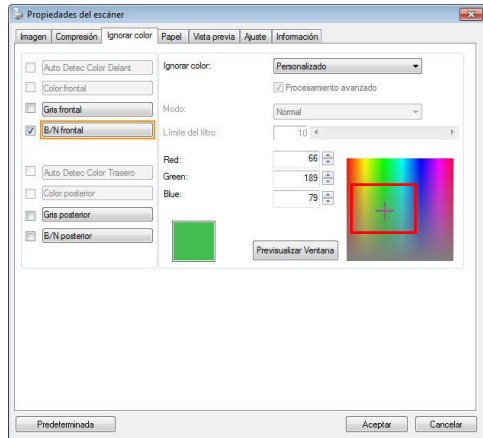 Propiedades del escáner
Imagen Compresión Ignorar color Papel Vista previa Ajuste Información
Auto Detec Color Delant
Color frontal
Gris frontal
B/N frontal
Auto Detec Color Trasero
Color posterior
Gris posterior
B/N posterior
Ignorar color: Personalizado
Procesamiento avanzado
Modo: Normal
Límite del filtro: 10
Red: 66
Green: 189
Blue: 79
Previsualizar Ventana
Predeterminada Aceptar Cancelar